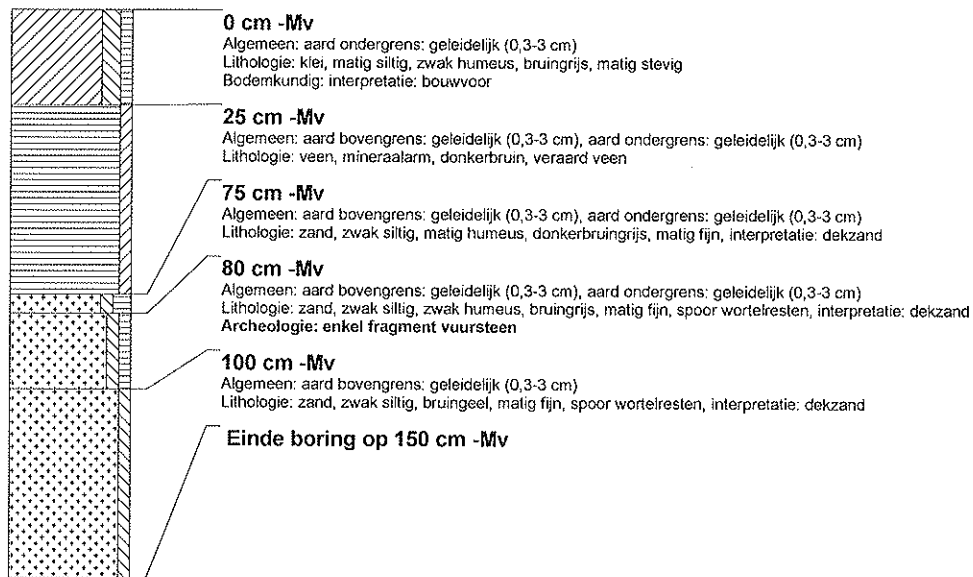 0 cm -Mv
Algemeen: aard ondergrens: geleidelijk (0,3-3 cm)
Lithologie: klei, matig siltig, zwak humeus, bruingrijs, matig stevig
Bodemkundig: interpretatie: bouwvoor
25 cm -Mv
Algemeen: aard bovengrens: geleidelijk (0,3-3 cm), aard ondergrens: geleidelijk (0,3-3 cm)
Lithologie: veen, mineraalarm, donkerbruin, veraard veen
75 cm -Mv
Algemeen: aard bovengrens: geleidelijk (0,3-3 cm), aard ondergrens: geleidelijk (0,3-3 cm)
Lithologie: zand, zwak siltig, matig humeus, donkerbruingrijs, matig fijn, interpretatie: dekzand
80 cm -Mv
Algemeen: aard bovengrens: geleidelijk (0,3-3 cm), aard ondergrens: geleidelijk (0,3-3 cm)
Lithologie: zand, zwak siltig, zwak humeus, bruingrijs, matig fijn, spoor wortelresten, interpretatie: dekzand
Archeologie: enkel fragment vuursteen
100 cm -Mv
Algemeen: aard bovengrens: geleidelijk (0,3-3 cm)
Lithologie: zand, zwak siltig, bruingeel, matig fijn, spoor wortelresten, interpretatie: dekzand
Einde boring op 150 cm -Mv